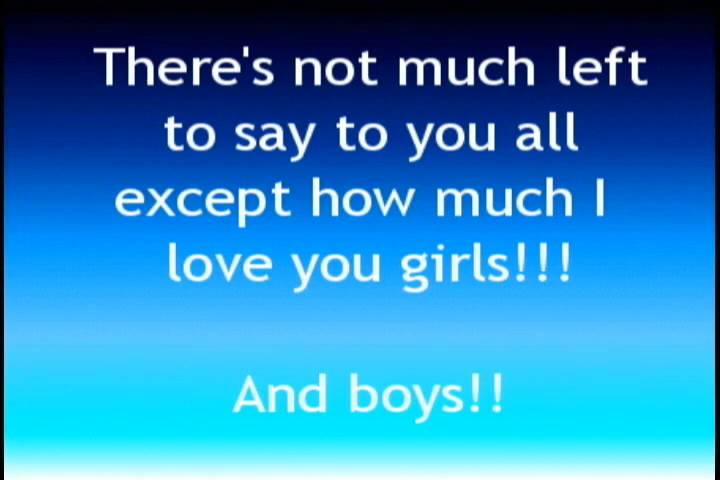 There's not much left
to say to you all
except how much I
love you girls!!!
And boys!!